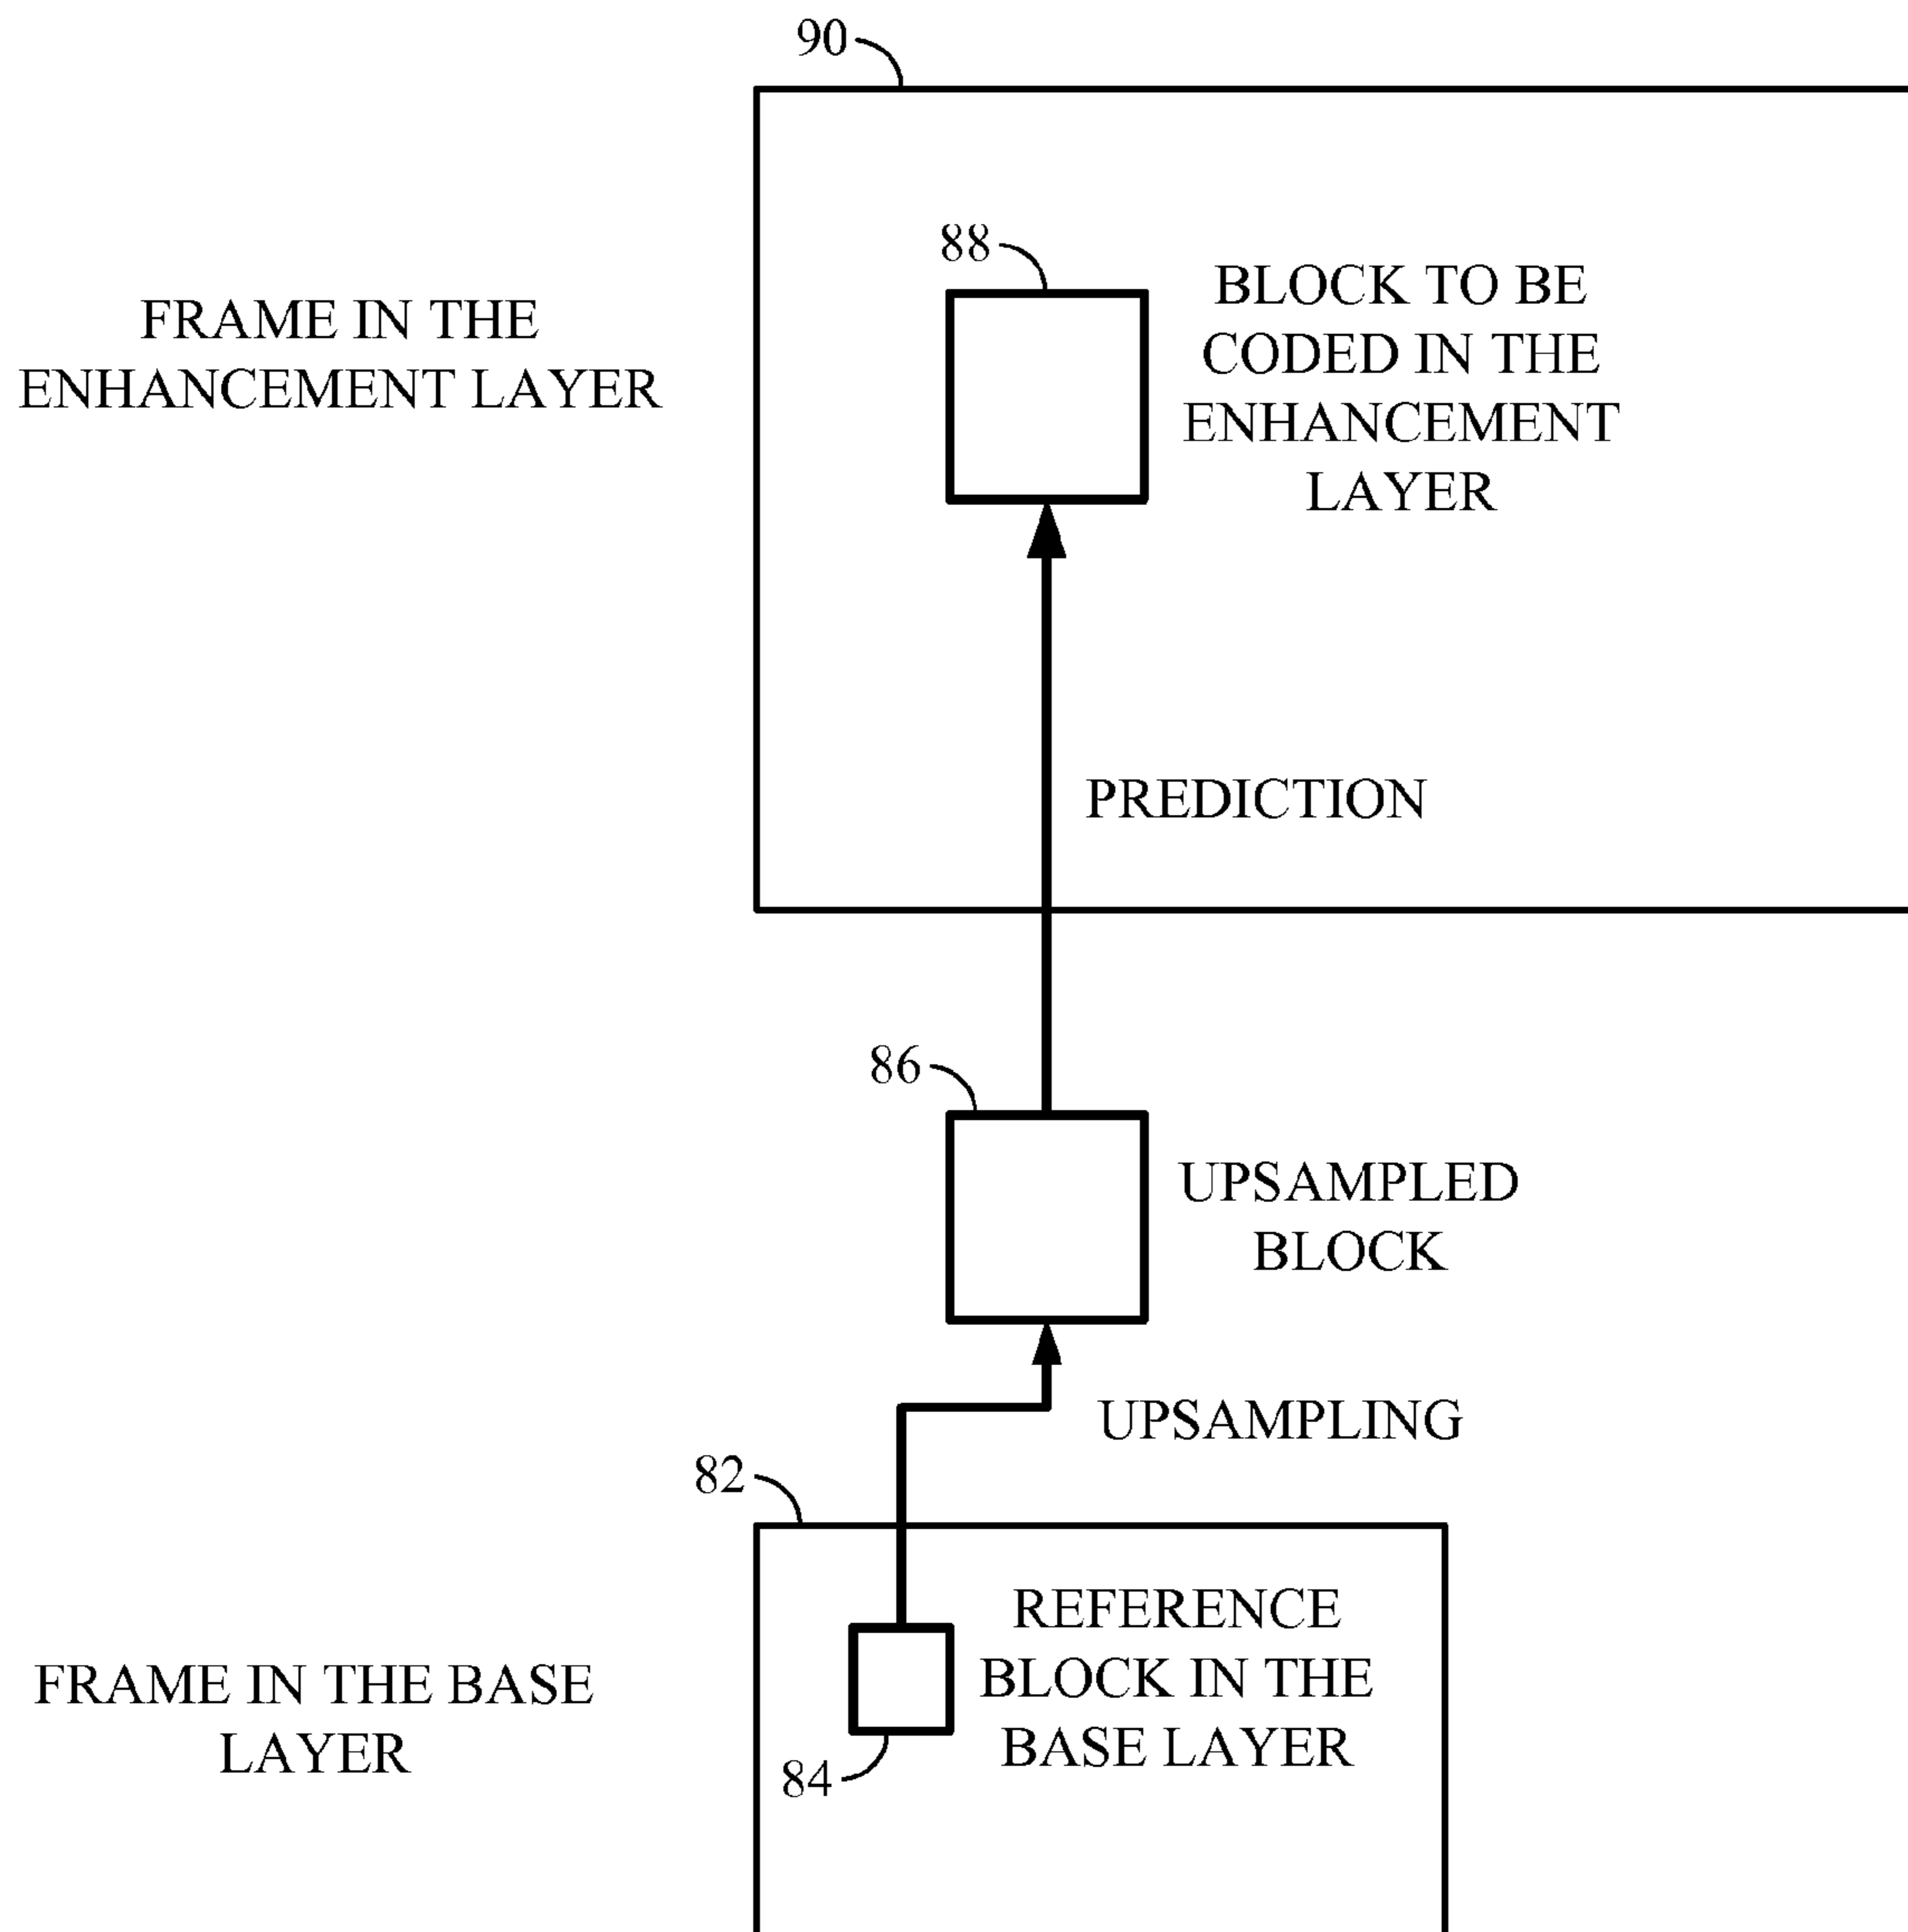 90
88
BLOCK TO BE
CODED IN THE
ENHANCEMENT
LAYER
FRAME IN THE
ENHANCEMENT LAYER
PREDICTION
86
UPSAMPLED
BLOCK
UPSAMPLING
82
REFERENCE
BLOCK IN THE
BASE LAYER
FRAME IN THE BASE
LAYER
84